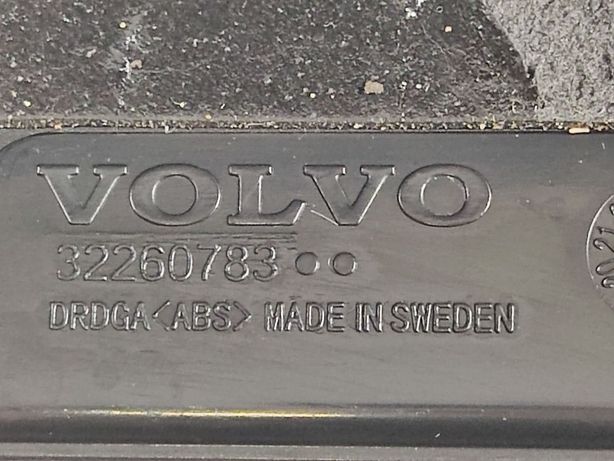 VOLVO
32260783
DRDGA<ABS> MADE IN SWEDEN